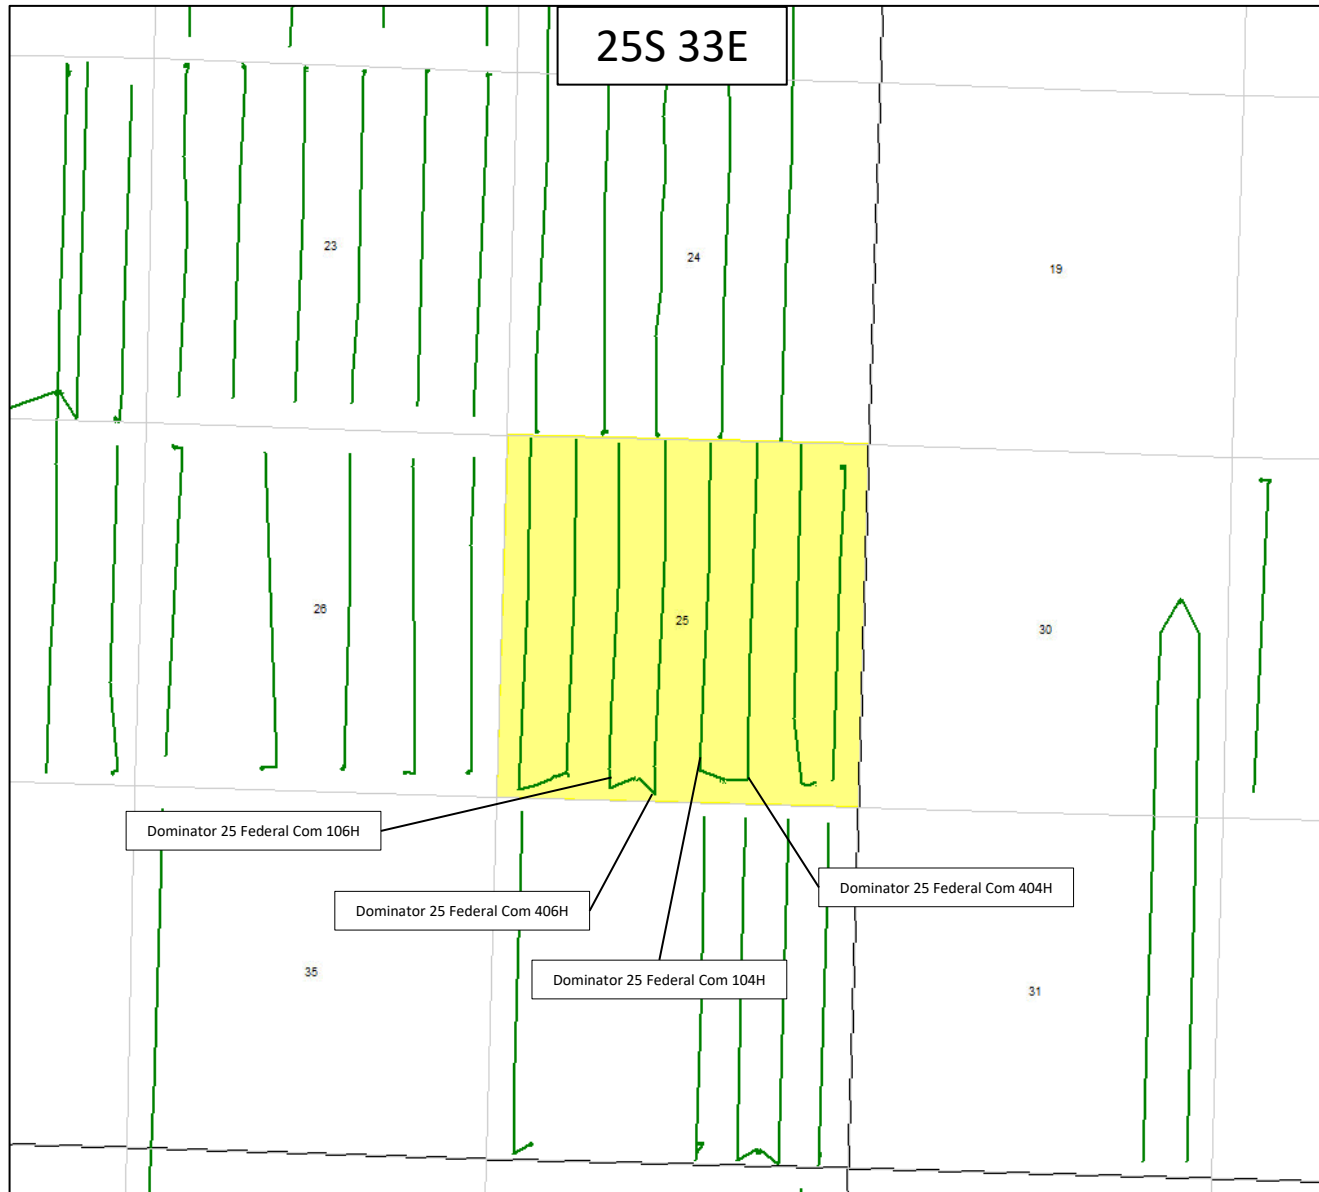 25S 33E
23
24
19
26
25
30
Dominator 25 Federal Com 106H
Dominator 25 Federal Com 404H
Dominator 25 Federal Com 406H
35
Dominator 25 Federal Com 104H
31